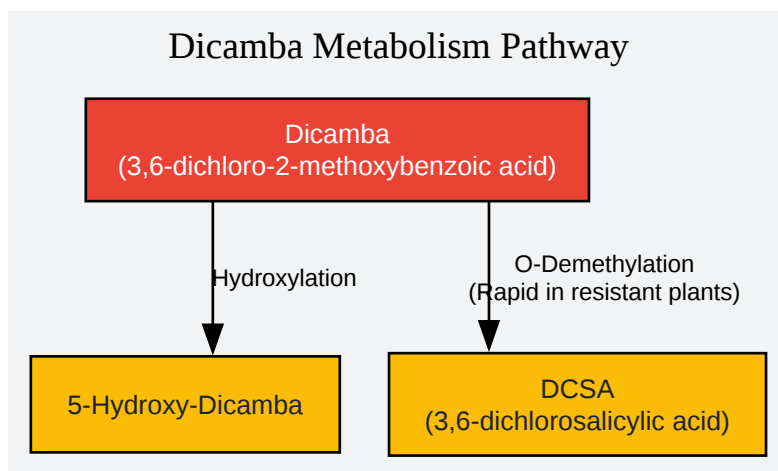 Dicamba Metabolism Pathway
Dicamba
(3,6-dichloro-2-methoxybenzoic acid)
Hydroxylation
O-Demethylation
(Rapid in resistant plants)
5-Hydroxy-Dicamba
DCSA
(3,6-dichlorosalicylic acid)